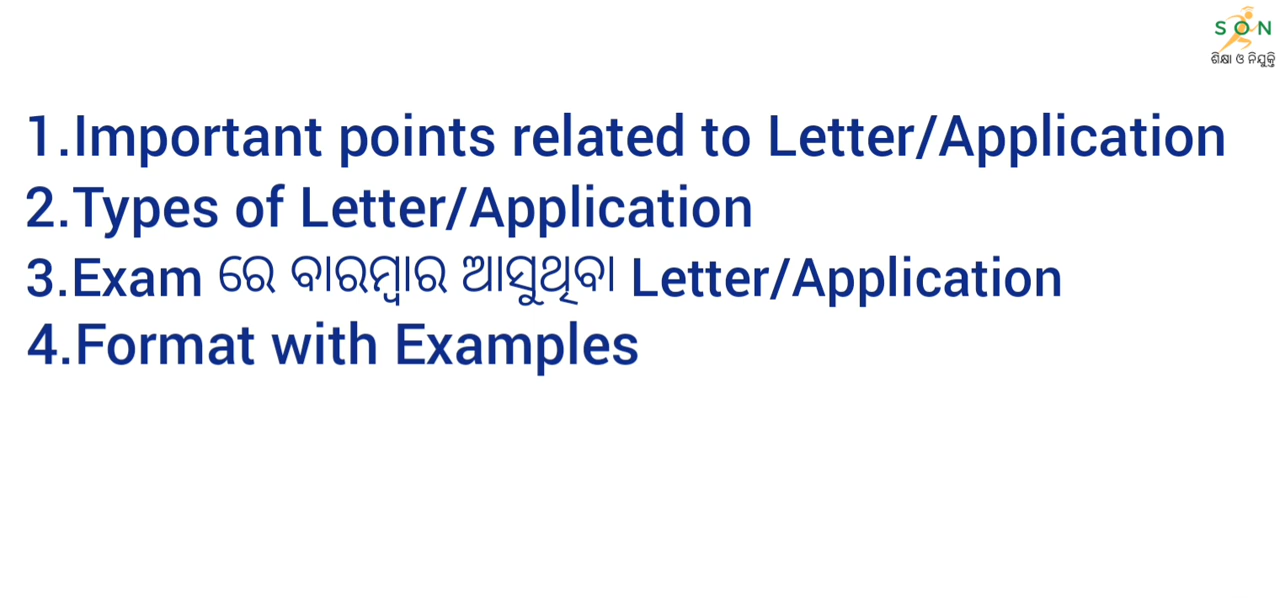 S O N
ଶିକ୍ଷା ଓ ନିଯୁକ୍ତି
1.Important points related to Letter/Application
2.Types of Letter/Application
3.Exam ରେ ବାରମ୍ବାର ଆସୁଥିବା Letter/Application
4.Format with Examples